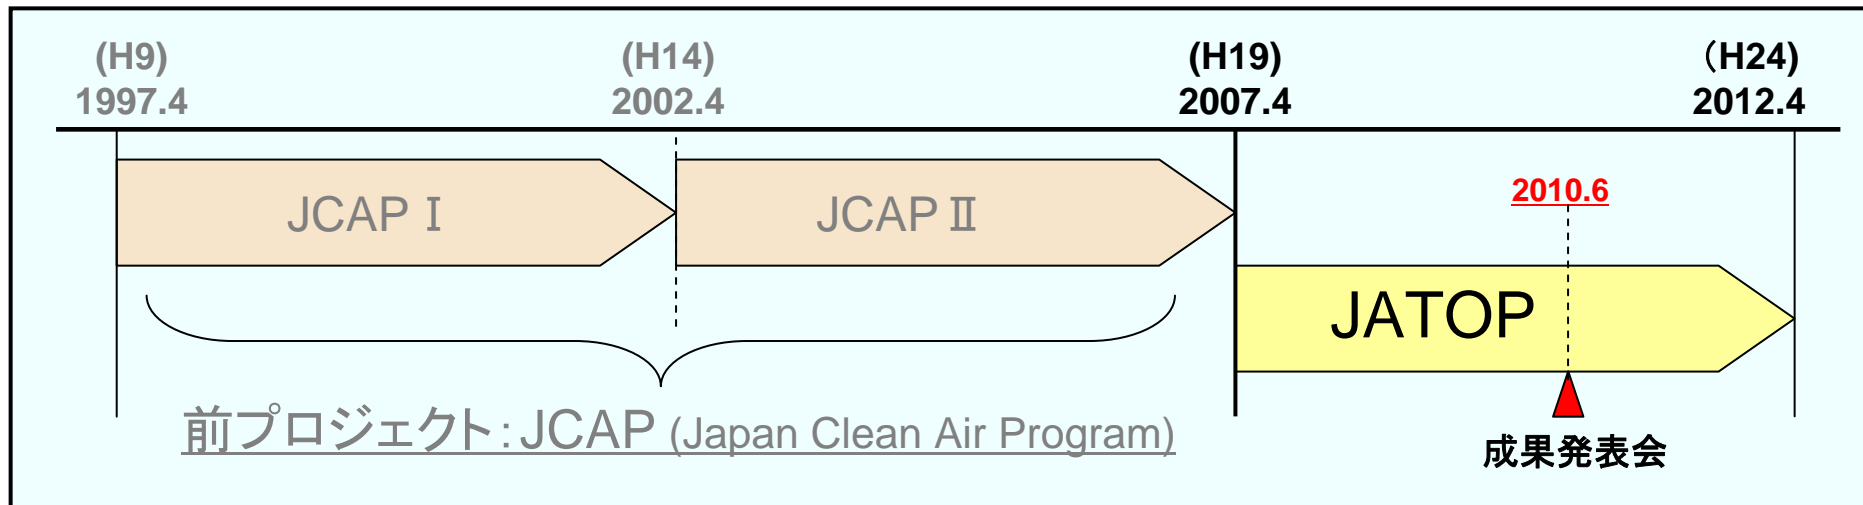 (H9)
1997.4
(H14)
2002.4
(H19)
2007.4
（H24)
2012.4
JCAP Ⅰ
JCAP Ⅱ
2010.6
JATOP
前プロジェクト：JCAP (Japan Clean Air Program)
成果発表会